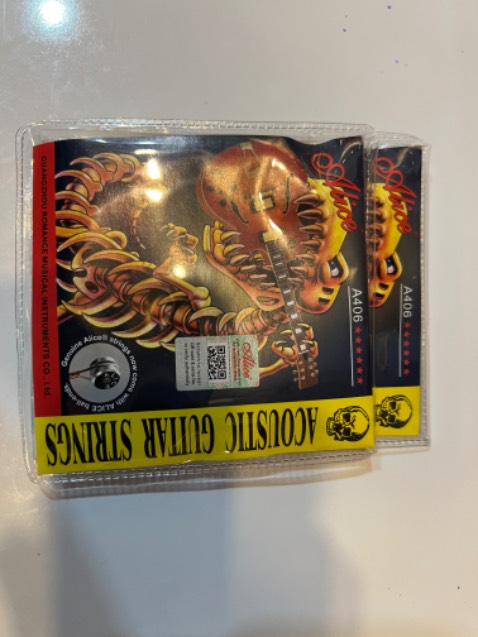 Alice
A406 ★★★★★★
GUANGZHOU ROMANCE MUSICAL INSTRUMENTS CO., Ltd.
Genuine Alice® strings now come with ALICE ball-ends.
Alice
ACOUSTIC GUITAR STRINGS
Alice
A406 ★★★★★★